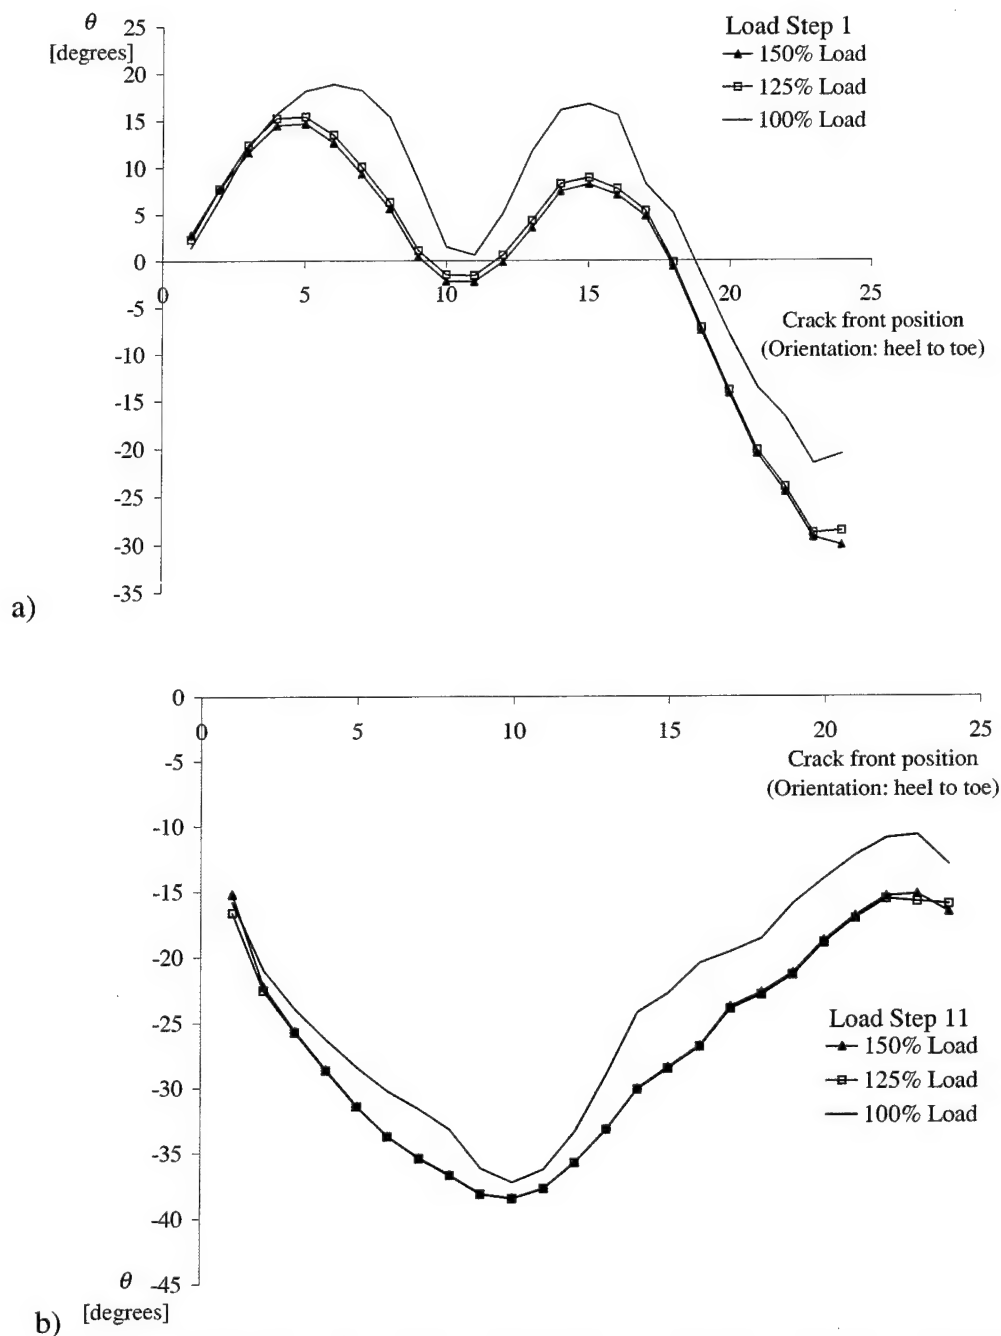 θ
[degrees]
25
20
15
10
5
0
-5
-10
-15
-20
-25
-30
-35
0
5
10
15
20
25
Crack front position
(Orientation: heel to toe)
Load Step 1
150% Load
125% Load
100% Load
a)
0
-5
-10
-15
-20
-25
-30
-35
-40
-45
0
5
10
15
20
25
Crack front position
(Orientation: heel to toe)
Load Step 11
150% Load
125% Load
100% Load
θ
[degrees]
b)